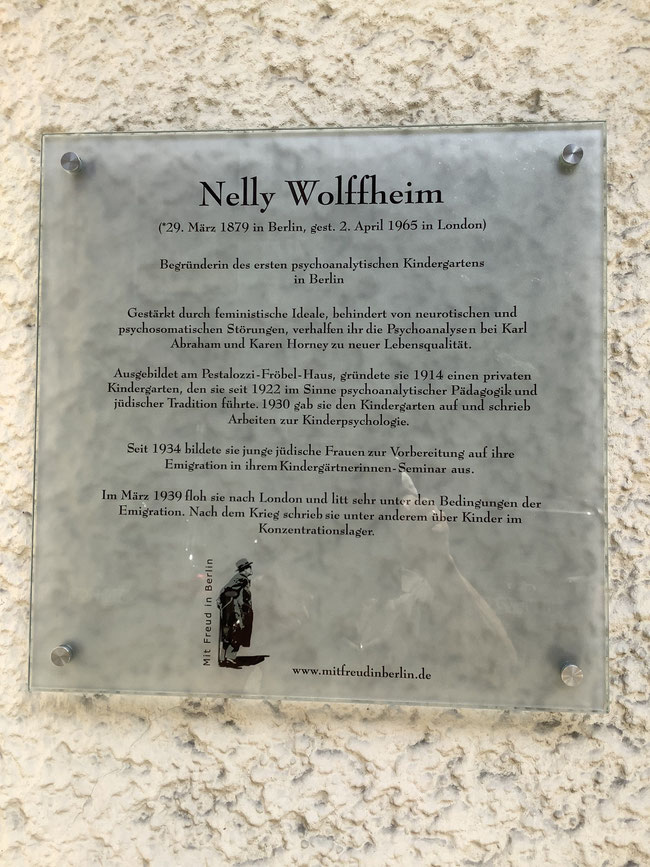 Nelly Wolffheim
(*29. März 1879 in Berlin, gest. 2. April 1965 in London)
Begründerin des ersten psychoanalytischen Kindergartens
in Berlin
Gestärkt durch feministische Ideale, behindert von neurotischen und
psychosomatischen Störungen, verhalfen ihr die Psychoanalysen bei Karl
Abraham und Karen Horney zu neuer Lebensqualität.
Ausgebildet am Pestalozzi-Fröbel-Haus, gründete sie 1914 einen privaten
Kindergarten, den sie seit 1922 im Sinne psychoanalytischer Pädagogik und
jüdischer Tradition führte. 1930 gab sie den Kindergarten auf und schrieb
Arbeiten zur Kinderpsychologie.
Seit 1934 bildete sie junge jüdische Frauen zur Vorbereitung auf ihre
Emigration in ihrem Kindergärtnerinnen-Seminar aus.
Im März 1939 floh sie nach London und litt sehr unter den Bedingungen der
Emigration. Nach dem Krieg schrieb sie unter anderem über Kinder im
Konzentrationslager.
Mit Freud in Berlin
www.mitfreudinberlin.de